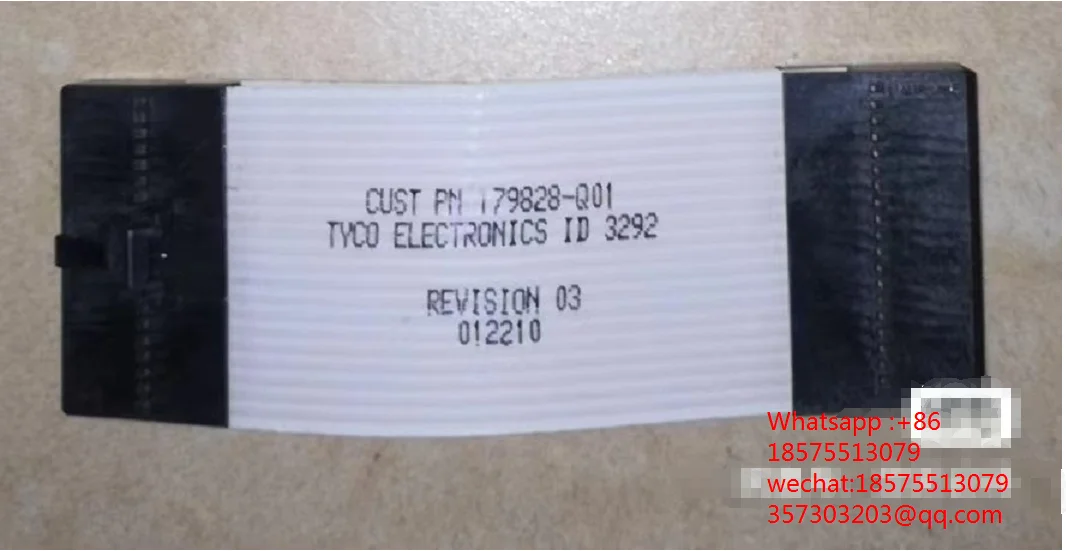 CUST PN 179828-Q01
TYCO ELECTRONICS ID 3292
REVISION 03
012210
Whatsapp :+86
18575513079
wechat:18575513079
357303203@qq.com